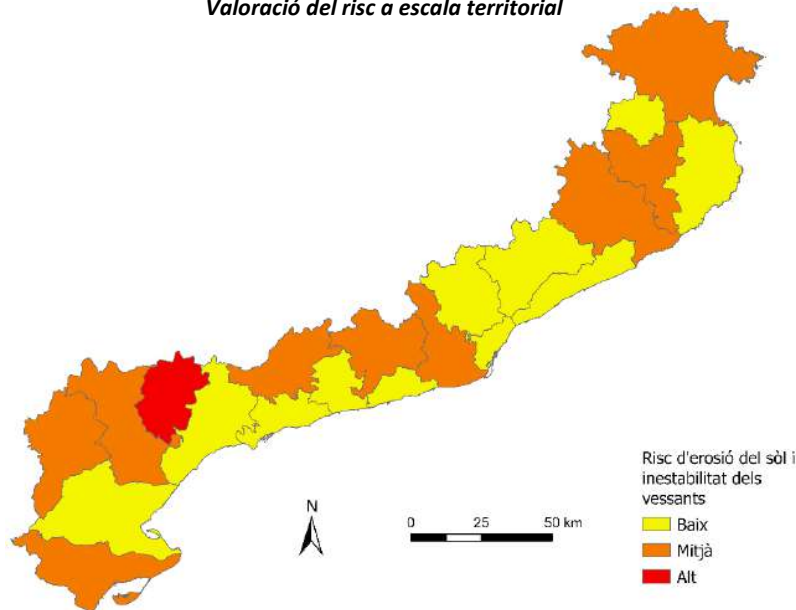 Valoració del risc a escala territorial
N
0 25 50 km
Risc d'erosió del sòl i
inestabilitat dels
vessants
Baix
Mitjà
Alt